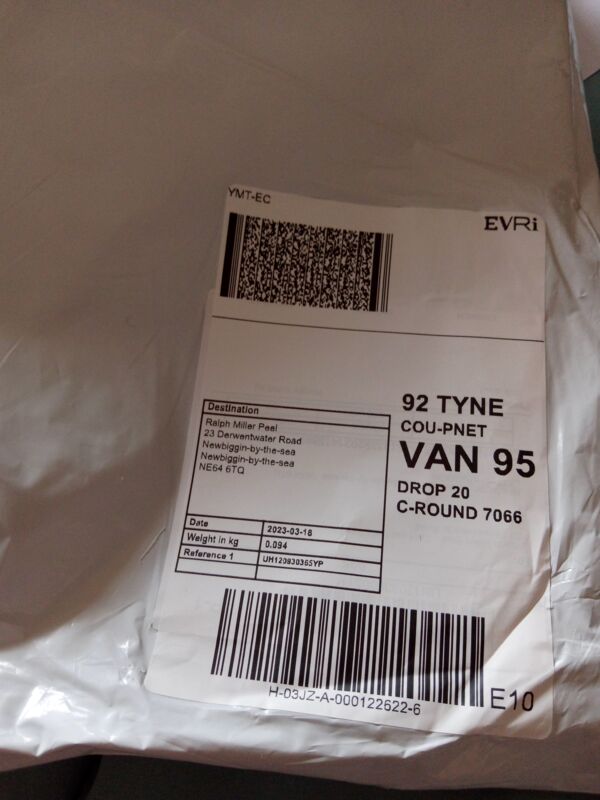 YMT-EC
EVRi
92 TYNE
COU-PNET
VAN 95
DROP 20
C-ROUND 7066
Destination
Ralph Miller Peel
23 Derwentwater Road
Newbiggin-by-the-sea
Newbiggin-by-the-sea
NE64 6TQ
Date 2023-03-18
Weight in kg 0.094
Reference 1 UH12083036SYP
H-03JZ-A-000122622-6
E10